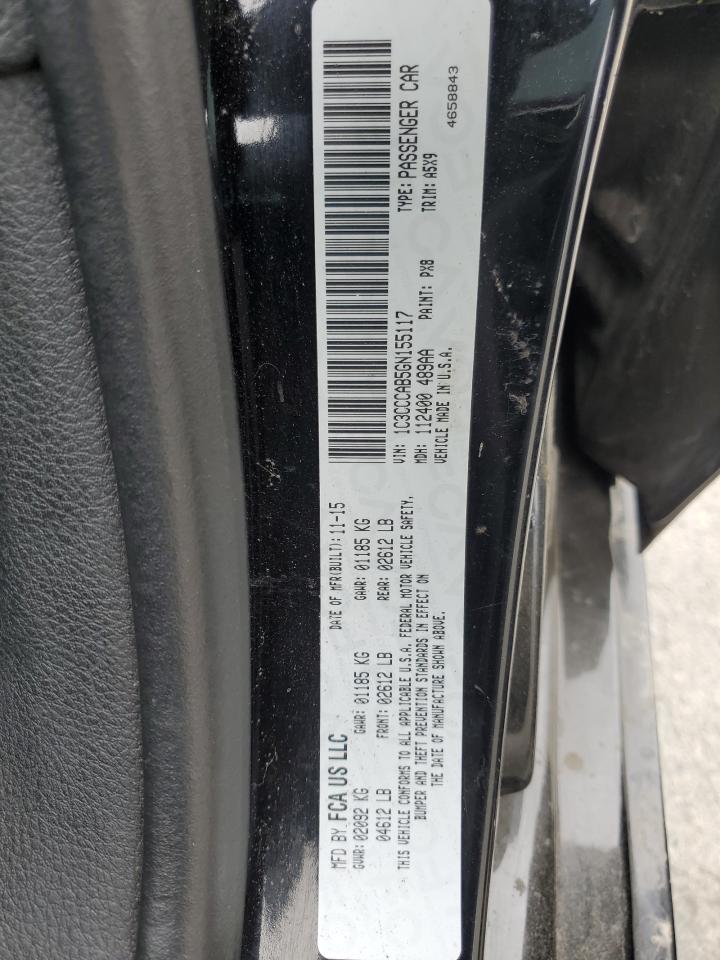 MFD BY FCA US LLC
DATE OF MFR(BUILT): 11-15
GVWR: 02092 KG
GAWR: 01185 KG
GAWR: 01185 KG
04612 LB
FRONT: 02612 LB
REAR: 02612 LB
THIS VEHICLE CONFORMS TO ALL APPLICABLE U.S.A. FEDERAL MOTOR VEHICLE SAFETY,
BUMPER AND THEFT PREVENTION STANDARDS IN EFFECT ON
THE DATE OF MANUFACTURE SHOWN ABOVE.
VIN: 1C3CCCAB5GN155117
TYPE: PASSENGER CAR
MDH: 112400 489AA
PAINT: PX8
TRIM: A5X9
VEHICLE MADE IN U.S.A.
4658843